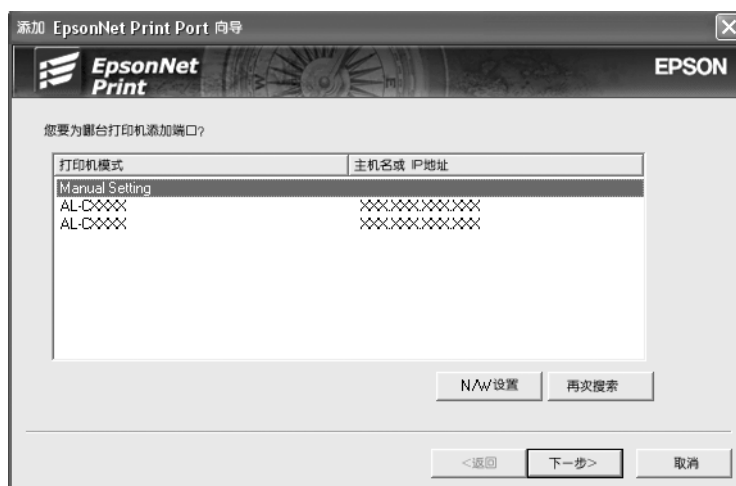 添加 EpsonNet Print Port 向导
EpsonNet
Print
EPSON
您要为哪台打印机添加端口?
打印机模式 主机名或 IP地址
Manual Setting
AL-CXXXX XXX.XXX.XXX.XXX
AL-CXXXX XXX.XXX.XXX.XXX
N/W设置 再次搜索
<返回 下一步> 取消